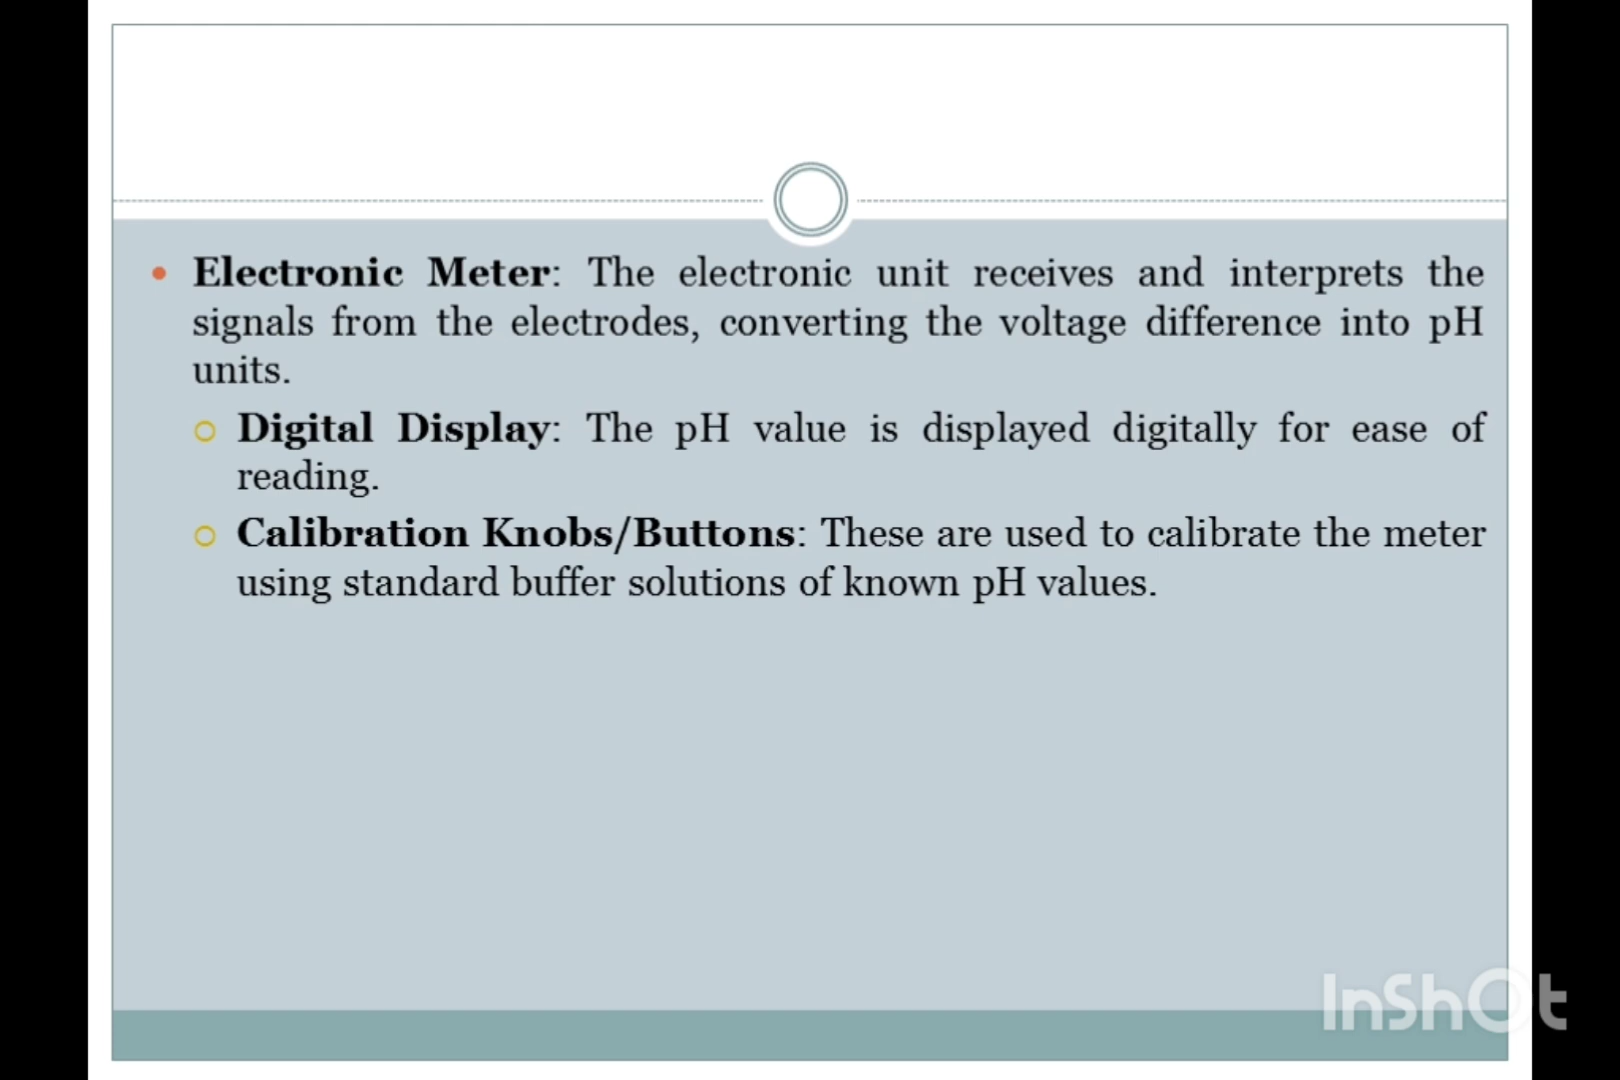 Electronic Meter: The electronic unit receives and interprets the
signals from the electrodes, converting the voltage difference into pH
units.
Digital Display: The pH value is displayed digitally for ease of
reading.
Calibration Knobs/Buttons: These are used to calibrate the meter
using standard buffer solutions of known pH values.
InShOt